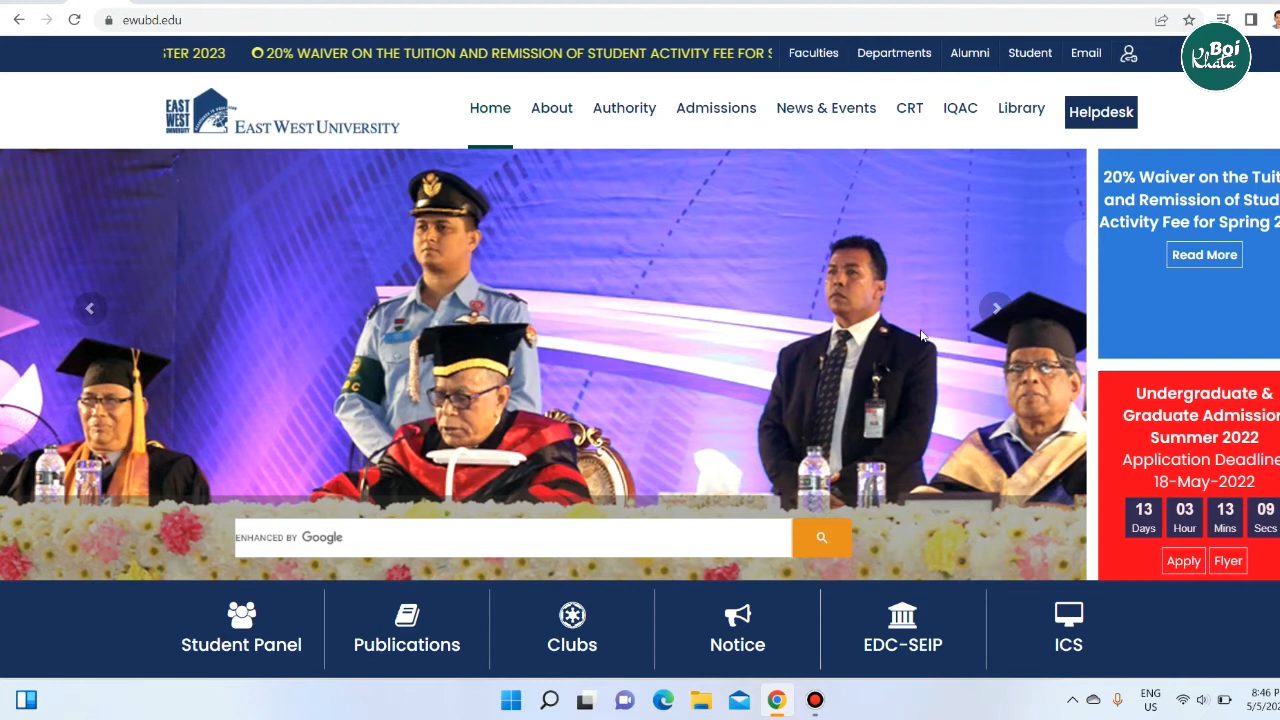 ewubd.edu
Boi
Khata
TER 2023 20% WAIVER ON THE TUITION AND REMISSION OF STUDENT ACTIVITY FEE FOR S
Faculties Departments Alumni Student Email
EAST
WEST
UNIVERSITY
EAST WEST UNIVERSITY
Home About Authority Admissions News & Events CRT IQAC Library Helpdesk
20% Waiver on the Tuit
and Remission of Stud
Activity Fee for Spring 2
Read More
Undergraduate &
Graduate Admission
Summer 2022
Application Deadline
18-May-2022
13 03 13 09
Days Hour Mins Secs
Apply Flyer
ENHANCED BY Google
Student Panel Publications Clubs Notice EDC-SEIP ICS
ENG
US
8:46 P
5/5/202